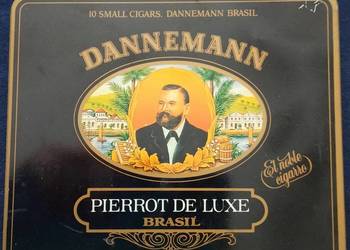 10 SMALL CIGARS. DANNEMANN BRASIL
DANNEMANN
El noble
cigarro
PIERROT DE LUXE
BRASIL